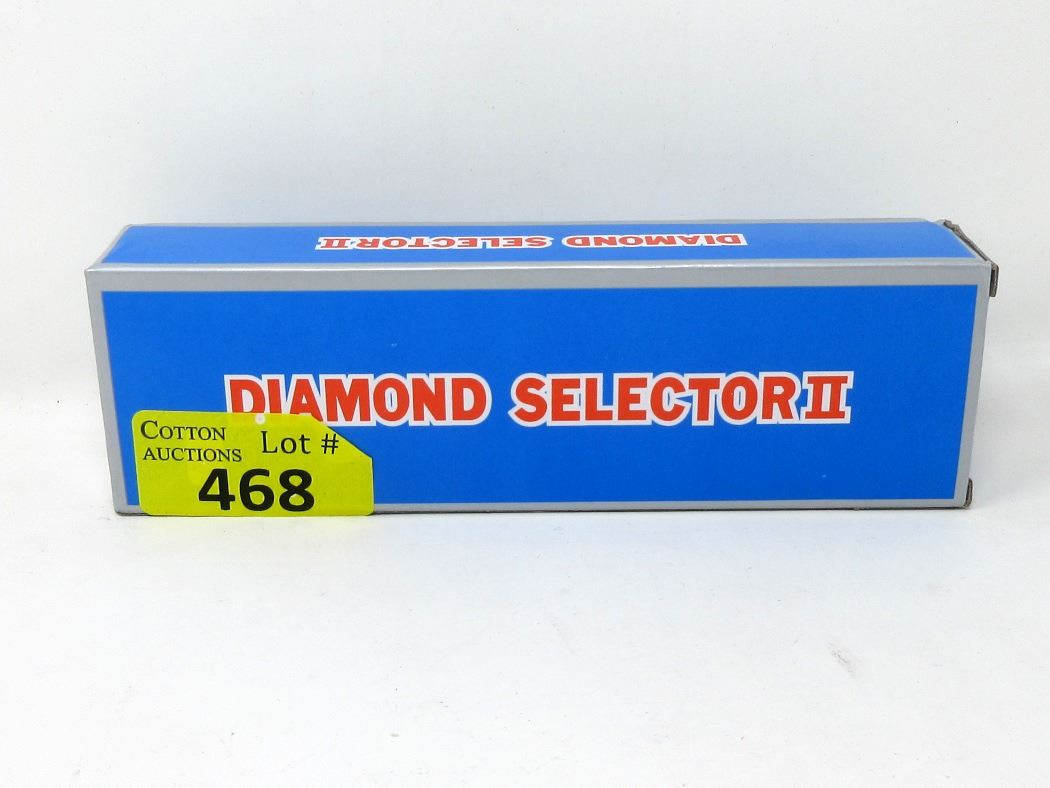 DIAMOND SELECTOR II
DIAMOND SELECTOR II
COTTON
AUCTIONS
Lot #
468